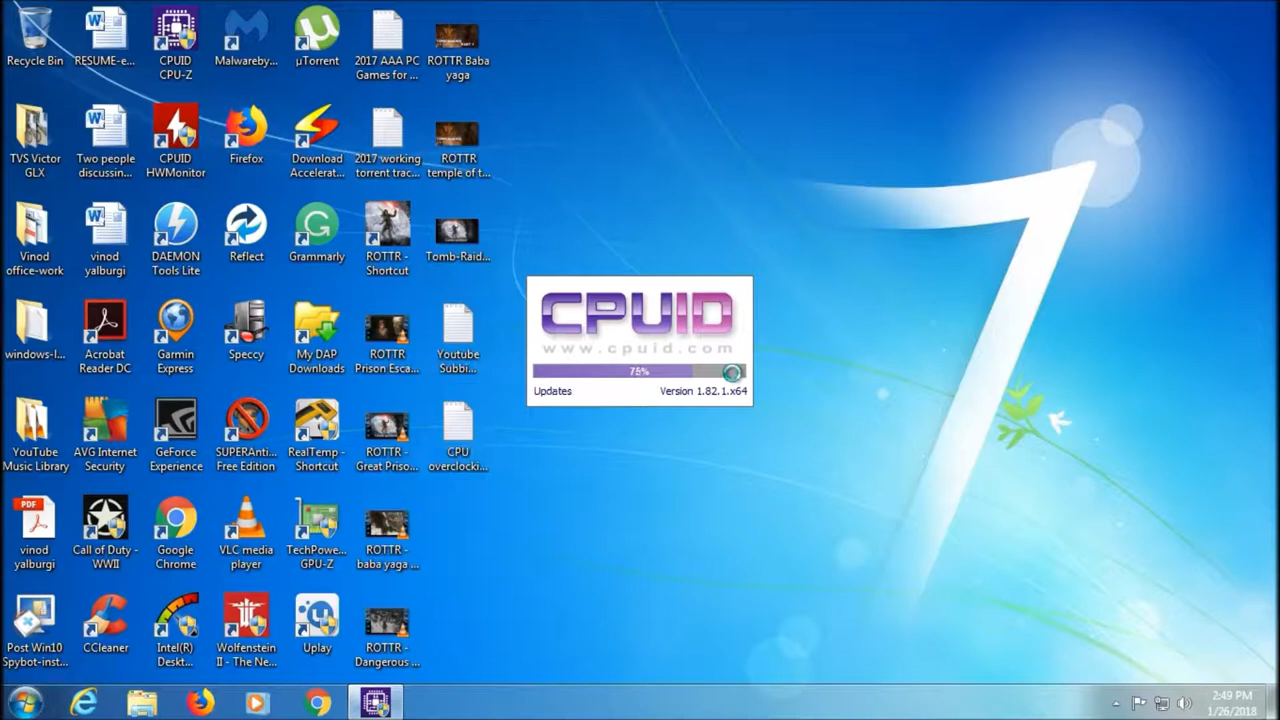 Recycle Bin
RESUME-e...
CPUID
CPU-Z
Malwareby...
µTorrent
2017 AAA PC
Games for ...
ROTTR Baba
yaga
TVS Victor
GLX
Two people
discussin...
CPUID
HWMonitor
Firefox
Download
Accelerat...
2017 working
torrent trac...
ROTTR
temple of t...
Vinod
office-work
vinod
yalburgi
DAEMON
Tools Lite
Reflect
Grammarly
ROTTR -
Shortcut
Tomb-Raid...
windows-l...
Acrobat
Reader DC
Garmin
Express
Speccy
My DAP
Downloads
ROTTR
Prison Esca...
Youtube
Subbi...
YouTube
Music Library
AVG Internet
Security
GeForce
Experience
SUPERAnti...
Free Edition
RealTemp -
Shortcut
ROTTR -
Great Priso...
CPU
overclocki...
PDF
vinod
yalburgi
Call of Duty -
WWII
Google
Chrome
VLC media
player
TechPowe...
GPU-Z
ROTTR -
baba yaga ...
Post Win10
Spybot-inst...
CCleaner
Intel(R)
Deskt...
Wolfenstein
II - The Ne...
Uplay
ROTTR -
Dangerous ...
CPUID
www.cpuid.com
75%
Updates
Version 1.82.1.x64
2:49 PM
1/26/2018